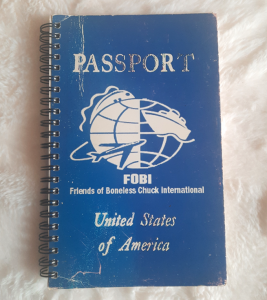 PASSPORT
FOBI
Friends of Boneless Chuck International
United States
of America